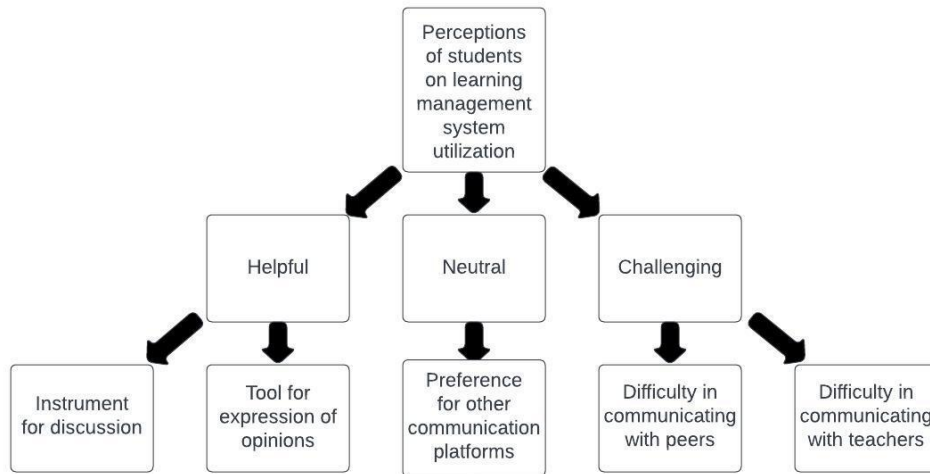 Perceptions
of students
on learning
management
system
utilization
Helpful
Neutral
Challenging
Instrument
for discussion
Tool for
expression of
opinions
Preference
for other
communication
platforms
Difficulty in
communicating
with peers
Difficulty in
communicating
with teachers